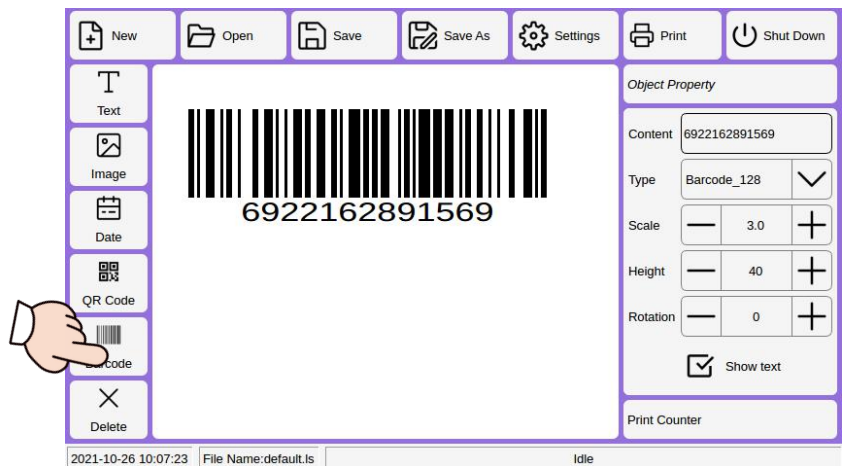 New
Open
Save
Save As
Settings
Print
Shut Down
Text
Image
Date
QR Code
Barcode
Delete
6922162891569
Object Property
Content 6922162891569
Type Barcode_128
Scale 3.0
Height 40
Rotation 0
Show text
Print Counter
2021-10-26 10:07:23 File Name:default.ls Idle